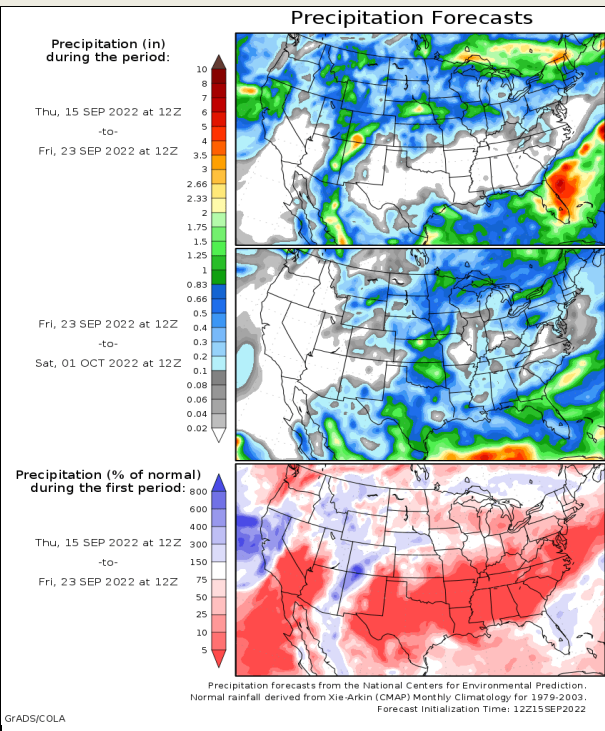 Precipitation Forecasts
Precipitation (in)
during the period:
Thu, 15 SEP 2022 at 12Z
-to-
Fri, 23 SEP 2022 at 12Z
10
8
7
6
5
4
3.5
3
2.66
2.33
2
1.75
1.5
1.25
1
0.83
0.66
0.5
0.4
0.3
0.2
0.1
0.08
0.06
0.04
0.02
Fri, 23 SEP 2022 at 12Z
-to-
Sat, 01 OCT 2022 at 12Z
Precipitation (% of normal)
during the first period:
Thu, 15 SEP 2022 at 12Z
-to-
Fri, 23 SEP 2022 at 12Z
800
600
400
300
150
75
50
25
10
5
Precipitation forecasts from the National Centers for Environmental Prediction.
Normal rainfall derived from Xie-Arkin (CMAP) Monthly Climatology for 1979-2003.
Forecast Initialization Time: 12Z15SEP2022
GrADS/COLA